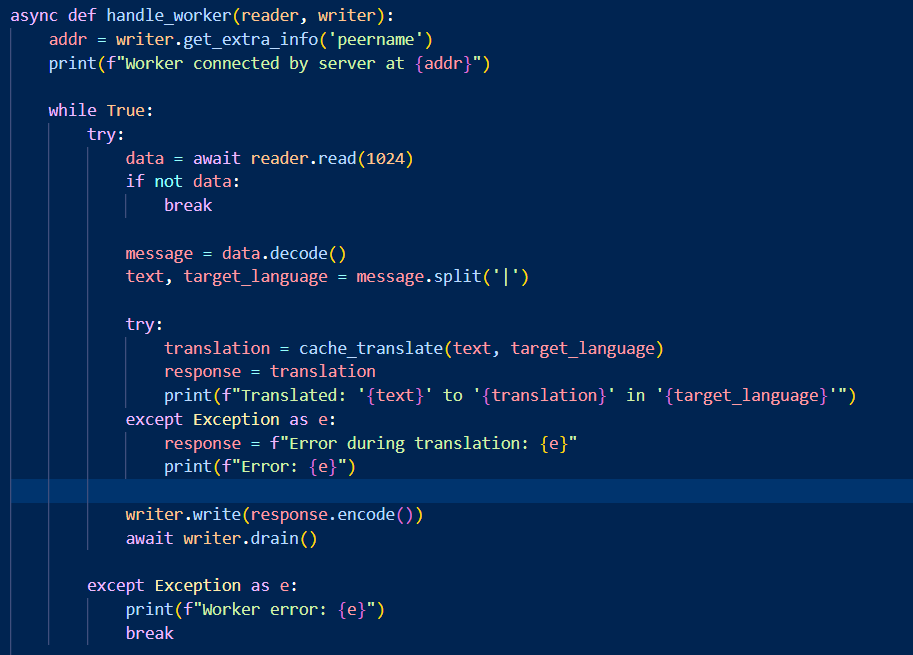 async def handle_worker(reader, writer):
    addr = writer.get_extra_info('peername')
    print(f"Worker connected by server at {addr}")

    while True:
        try:
            data = await reader.read(1024)
            if not data:
                break

            message = data.decode()
            text, target_language = message.split('|')

            try:
                translation = cache_translate(text, target_language)
                response = translation
                print(f"Translated: '{text}' to '{translation}' in '{target_language}'")
            except Exception as e:
                response = f"Error during translation: {e}"
                print(f"Error: {e}")

            writer.write(response.encode())
            await writer.drain()

        except Exception as e:
            print(f"Worker error: {e}")
            break